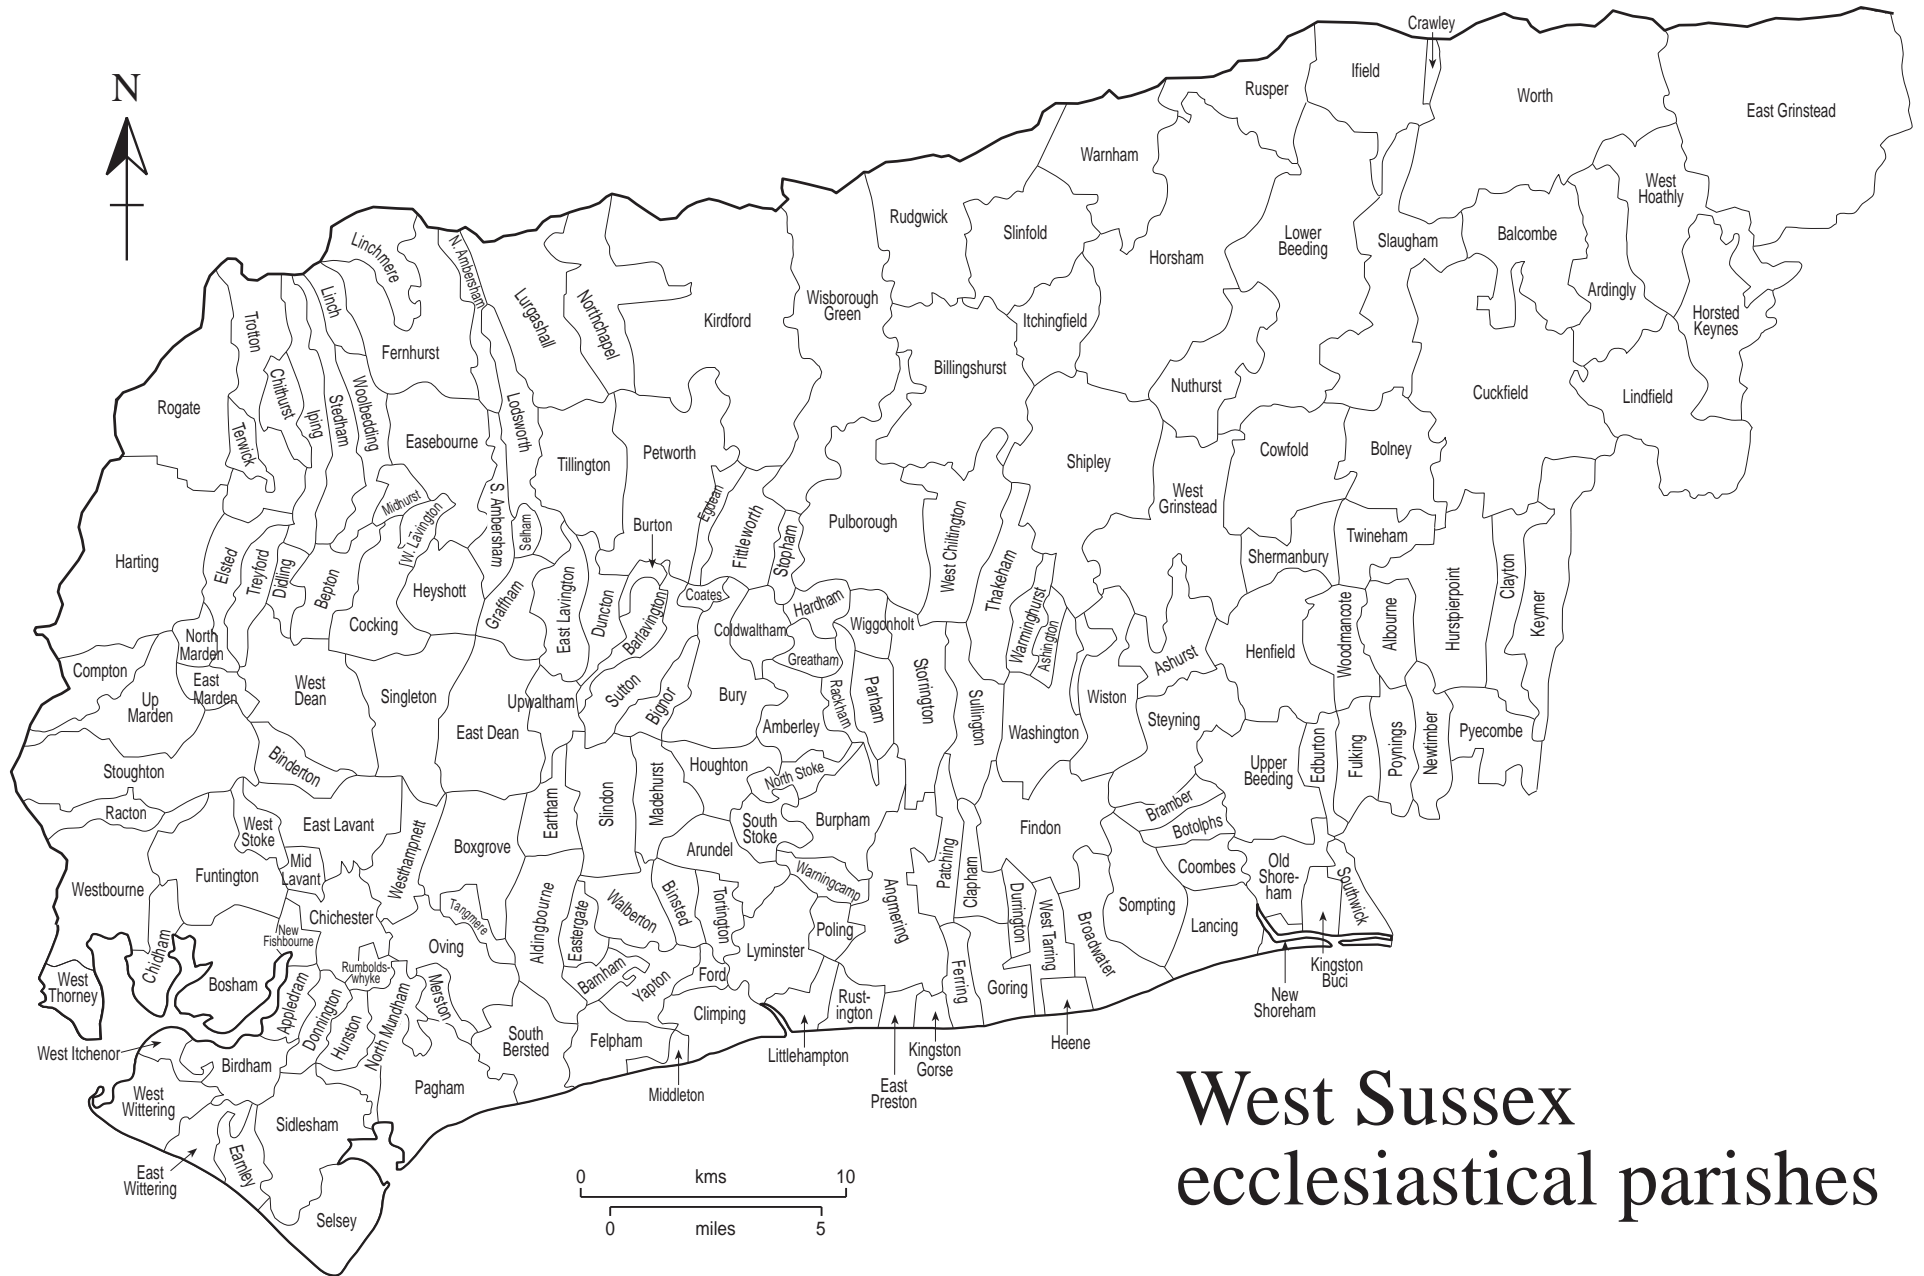 Crawley
Ifield
Rusper
Worth
East Grinstead
N
Warnham
West
Hoathly
Rudgwick
Slinfold
Lower
Beeding
Slaugham
Balcombe
Linchmere
N. Ambersham
Horsham
Ardingly
Linch
Lurgashall
Northchapel
Kirdford
Wisborough
Green
Itchingfield
Horsted
Keynes
Trotton
Fernhurst
Billingshurst
Nuthurst
Cuckfield
Lindfield
Rogate
Chithurst
Iping
Stedham
Woolbedding
Lodsworth
Terwick
Easebourne
Tillington
Petworth
Shipley
Cowfold
Bolney
Midhurst
[W. Lavington]
S. Ambersham
Selham
Burton
Egdean
Fittleworth
Stopham
Pulborough
West Chiltington
West
Grinstead
Twineham
Shermanbury
Harting
Elsted
Treyford
Didling
Bepton
Cocking
Heyshott
Graffham
East Lavington
Duncton
Barlavington
Coates
Hardham
Thakeham
Warminghurst
Ashington
Clayton
Keymer
Hurstpierpoint
Albourne
Woodmancote
Coldwaltham
Wiggonholt
Greatham
North
Marden
Compton
East
Marden
Up
Marden
West
Dean
Singleton
East Dean
Upwaltham
Sutton
Bignor
Bury
Amberley
Rackham
Parham
Storrington
Sullington
Washington
Wiston
Ashurst
Henfield
Steyning
Stoughton
Binderton
Houghton
North Stoke
Upper
Beeding
Edburton
Fulking
Poynings
Newtimber
Pyecombe
Racton
West
Stoke
East Lavant
Mid
Lavant
Westhampnett
Boxgrove
Eartham
Slindon
Madehurst
South
Stoke
Burpham
Arundel
Patching
Clapham
Findon
Bramber
Botolphs
Coombes
Old
Shore-
ham
Southwick
Westbourne
Funtington
Chichester
Tangmere
Aldingbourne
Eastergate
Walberton
Binsted
Tortington
Warningcamp
Angmering
Durrington
West Tarring
Broadwater
Sompting
Lancing
New
Fishbourne
Oving
Lyminster
Poling
West
Thorney
Chidham
Bosham
Appledram
Rumbolds-
whyke
Donnington
Hunston
North Mundham
Merston
Barnham
Yapton
Ford
Climping
Rust-
ington
Ferring
Goring
Kingston
Buci
New
Shoreham
Heene
West Itchenor
Birdham
South
Bersted
Felpham
Littlehampton
Kingston
Gorse
East
Preston
Middleton
West
Wittering
Pagham
Sidlesham
East
Wittering
Earnley
Selsey
0 kms 10
0 miles 5
West Sussex
ecclesiastical parishes